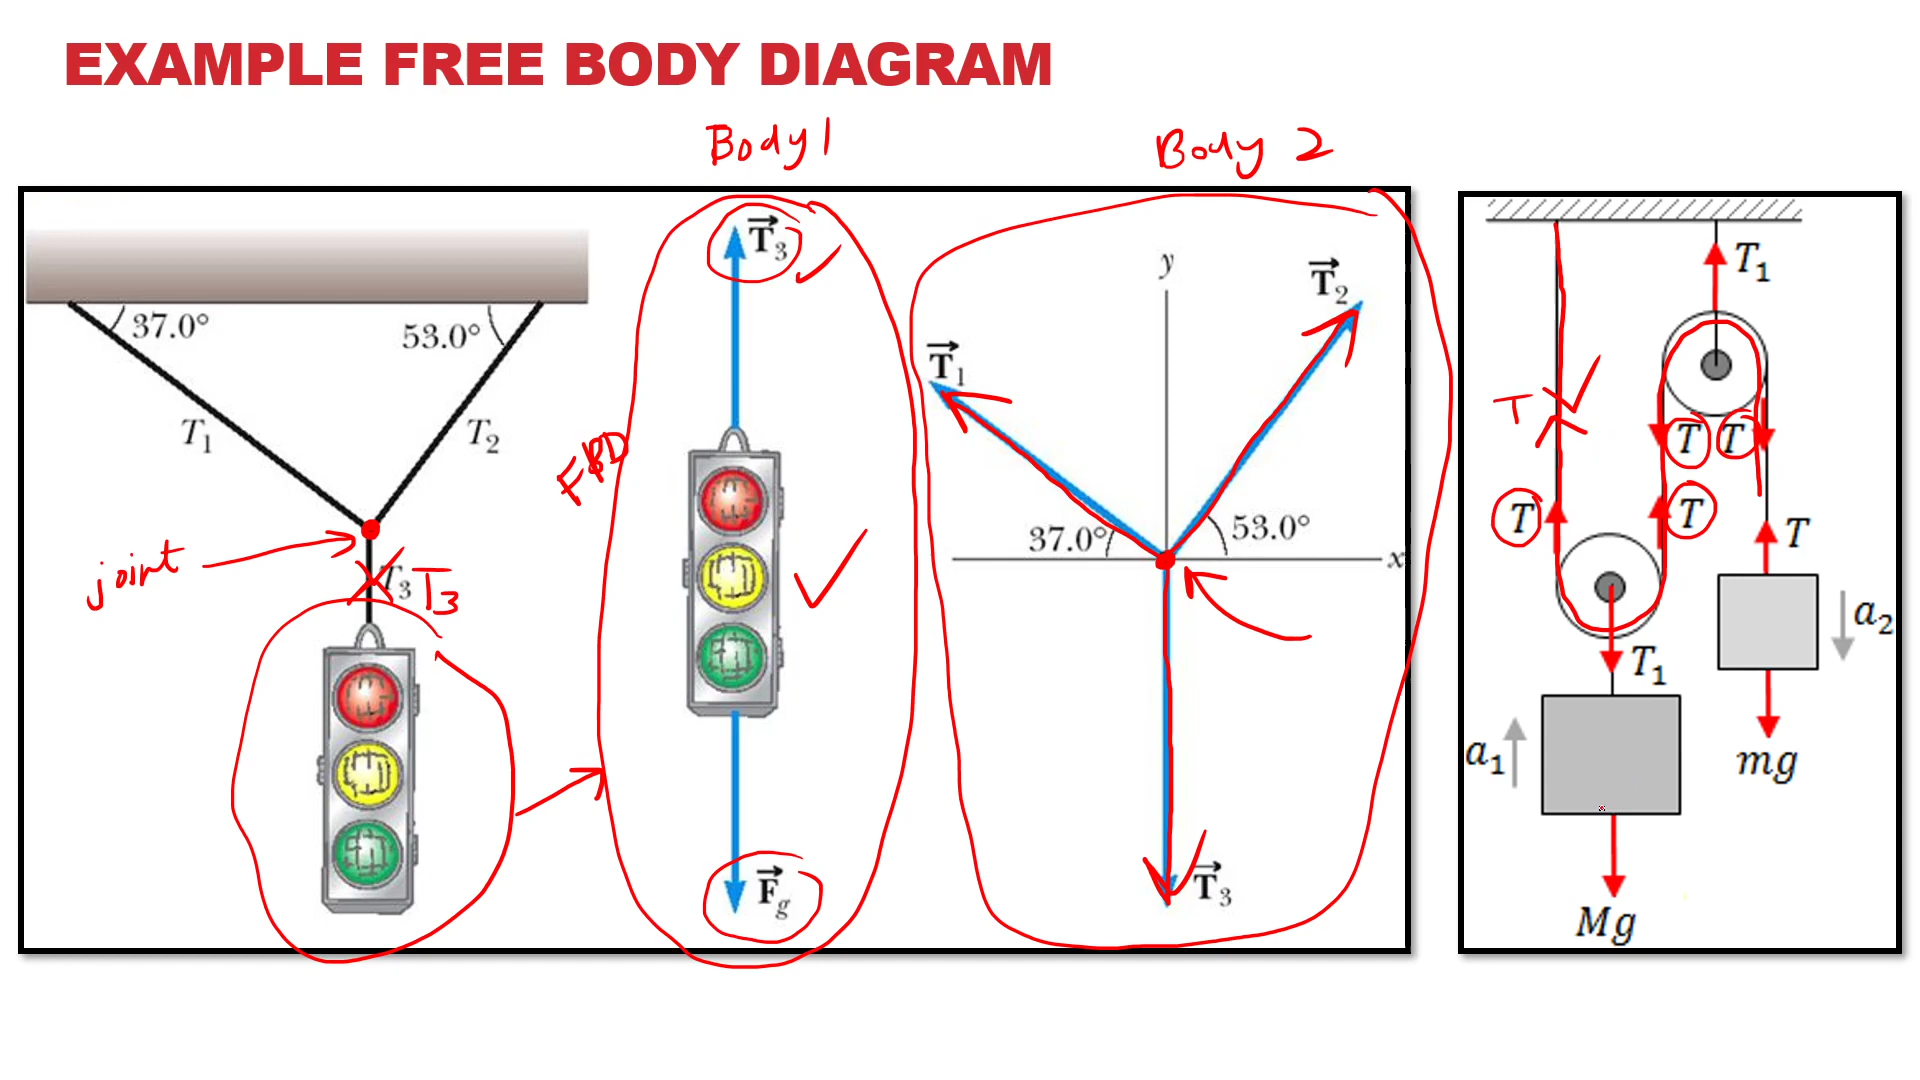 EXAMPLE FREE BODY DIAGRAM
Body 1
Body 2
37.0°
53.0°
T1
T2
joint
T3
T3
FBD
T3
Fg
y
T2
T1
37.0°
53.0°
x
T3
T1
T
T
T
T
T
T
a2
T1
a1
mg
Mg